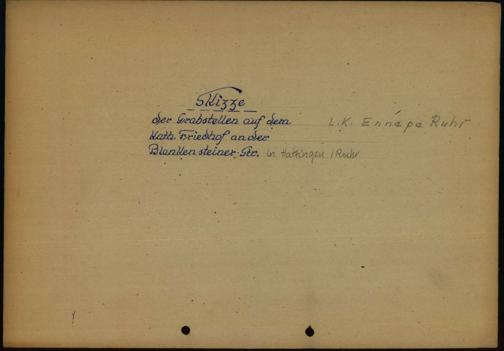 Skizze
der Grabstellen auf dem
Kath. Friedhof an der
Blankensteiner Str. in Hattingen / Ruhr
L.K. Ennepe Ruhr